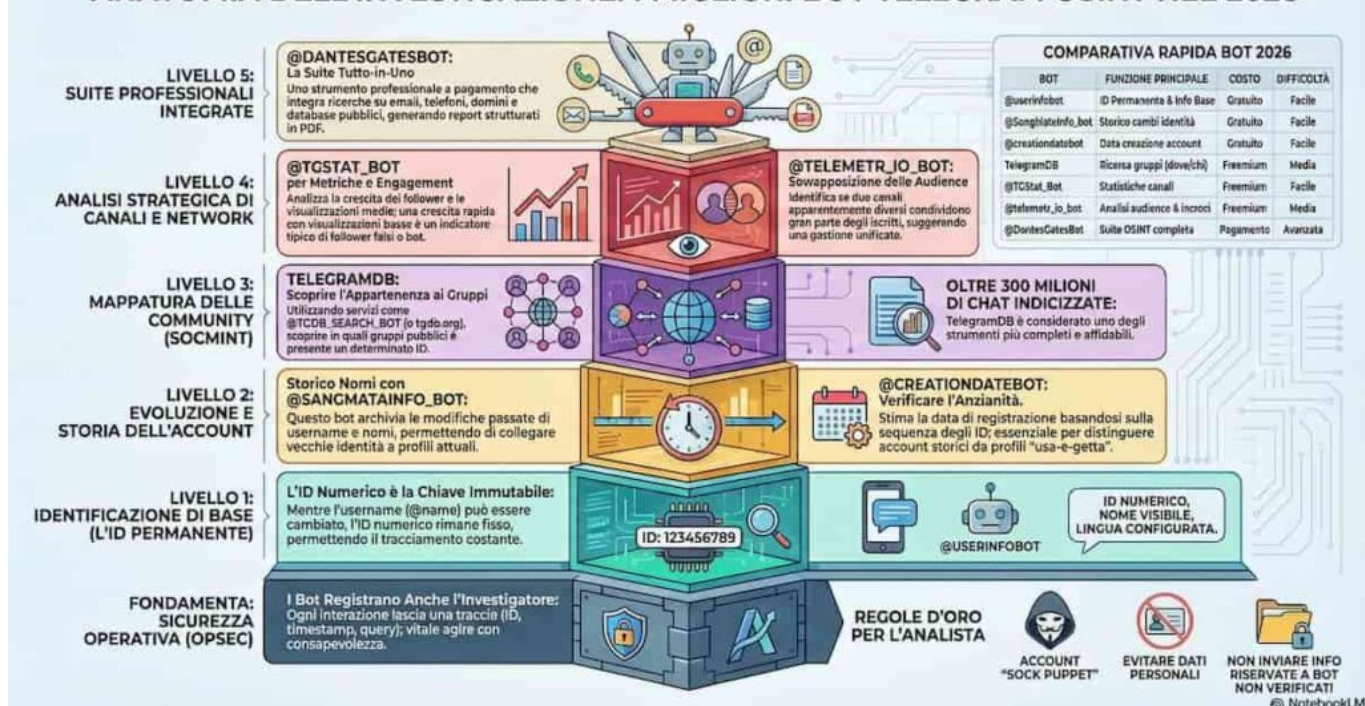 LIVELLO 5:
SUITE PROFESSIONALI
INTEGRATE
@DANTESGATESBOT:
La Suite Tutto-in-Uno
Uno strumento professionale a pagamento che
integra ricerche su email, telefoni, domini e
database pubblici, generando report strutturati
in PDF.
@
COMPARATIVA RAPIDA BOT 2026
BOT FUNZIONE PRINCIPALE COSTO DIFFICOLTÀ
@userinfobot ID Permanenta & Info Base Gratuito Facile
@SonghlateInfo_bot Storico cambi identità Gratuito Facile
@creationdatebot Data creazione account Gratuito Facile
TelegramDB Ricersa gruppi (dove/chi) Freemium Media
@TGStat_Bot Statistiche canali Freemium Facile
@telemetr_io_bot Analisi audience & incroci Freemium Media
@DontesGatesBot Suite OSINT completa Pagamento Avanzata
LIVELLO 4:
ANALISI STRATEGICA DI
CANALI E NETWORK
@TGSTAT_BOT
per Metriche e Engagement
Analizza la crescita dei follower e le
visualizzazioni medie; una crescita rapida
con visualizzazioni basse è un indicatore
tipico di follower falsi o bot.
@TELEMETR_IO_BOT:
Sowapposizione delle Audience
Identifica se due canali
apparentemente diversi condividono
gran parte degli iscritti, suggerendo
una gastione unificato.
LIVELLO 3:
MAPPATURA DELLE
COMMUNITY
(SOCMINT)
TELEGRAMDB:
Scoprire l'Appartenenza ai Gruppi
Utilizzando servizi come
@TGDB_SEARCH_BOT (o tgdb.org),
scoprire in quali gruppi pubblici è
presente un determinato ID.
OLTRE 300 MILIONI
DI CHAT INDICIZZATE:
TelegramDB è considerato uno degli
strumenti più completi e affidabili.
LIVELLO 2:
EVOLUZIONE E
STORIA DELL'ACCOUNT
Storico Nomi con
@SANGMATAINFO_BOT:
Questo bot archivia le modifiche passate di
username e nomi, permettendo di collegare
vecchie identità a profili attuali.
@CREATIONDATEBOT:
Verificare l'Anzianità.
Stima la data di registrazione basandosi sulla
sequenza degli ID; essenziale per distinguere
account storici da profili "usa-e-getta".
LIVELLO 1:
IDENTIFICAZIONE DI BASE
(L'ID PERMANENTE)
L'ID Numerico è la Chiave Immutabile:
Mentre l'username (@name) può essere
cambiato, l'ID numerico rimane fisso,
permettendo il tracciamento costante.
ID: 123456789
@USERINFOBOT
ID NUMERICO,
NOME VISIBILE,
LINGUA CONFIGURATA.
FONDAMENTA:
SICUREZZA
OPERATIVA (OPSEC)
I Bot Registrano Anche l'Investigatore:
Ogni interazione lascia una traccia (ID,
timestamp, query); vitale agire con
consapevolezza.
REGOLE D'ORO
PER L'ANALISTA
ACCOUNT
"SOCK PUPPET"
EVITARE DATI
PERSONALI
NON INVIARE INFO
RISERVATE A BOT
NON VERIFICATI
NotebookLM